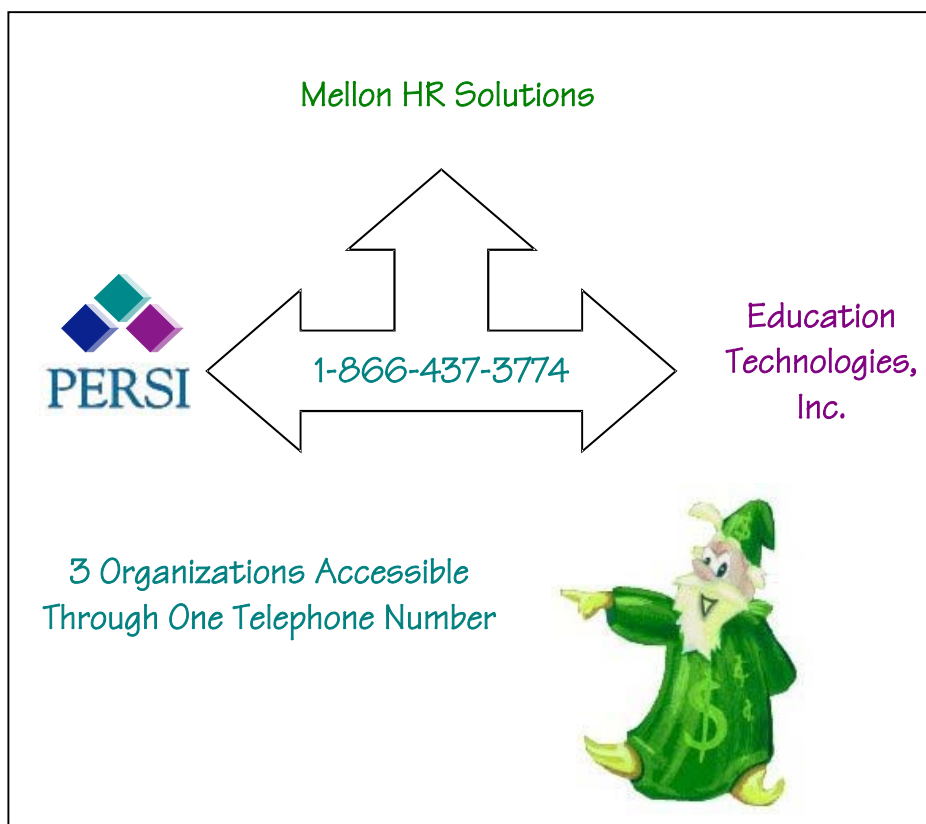 Mellon HR Solutions
PERSI
1-866-437-3774
Education
Technologies,
Inc.
3 Organizations Accessible
Through One Telephone Number
$
$
¢
¢